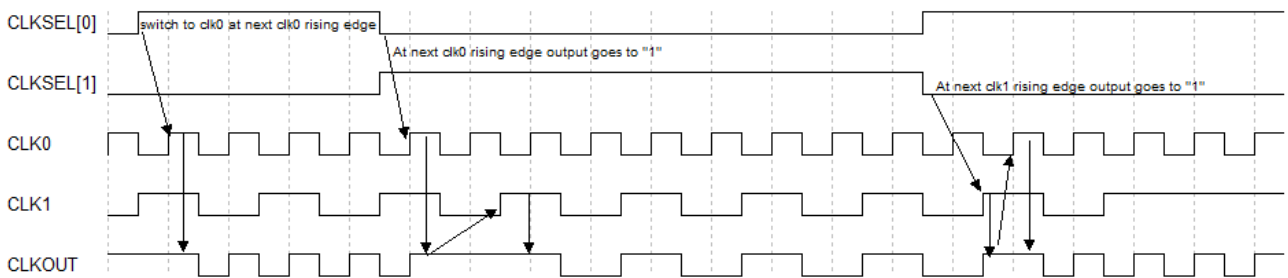 CLKSEL[0]
switch to clk0 at next clk0 rising edge
At next clk0 rising edge output goes to "1"
CLKSEL[1]
At next clk1 rising edge output goes to "1"
CLK0
CLK1
CLKOUT